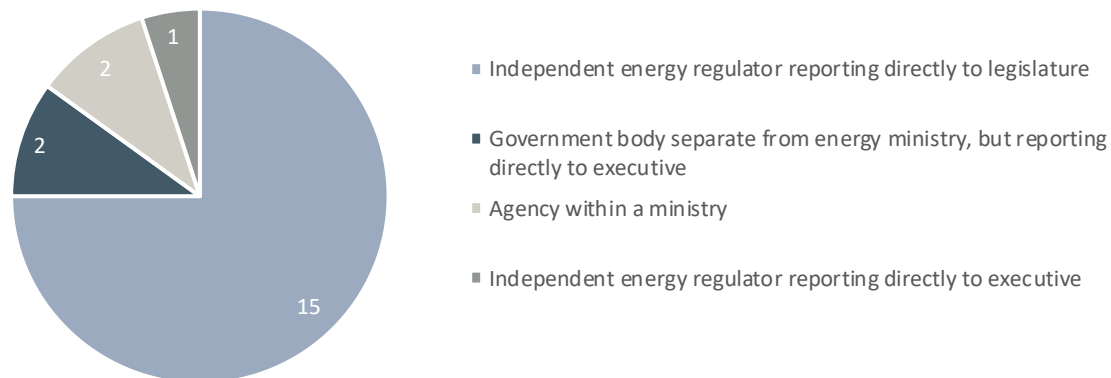 1
2
2
15
Independent energy regulator reporting directly to legislature
Government body separate from energy ministry, but reporting
directly to executive
Agency within a ministry
Independent energy regulator reporting directly to executive